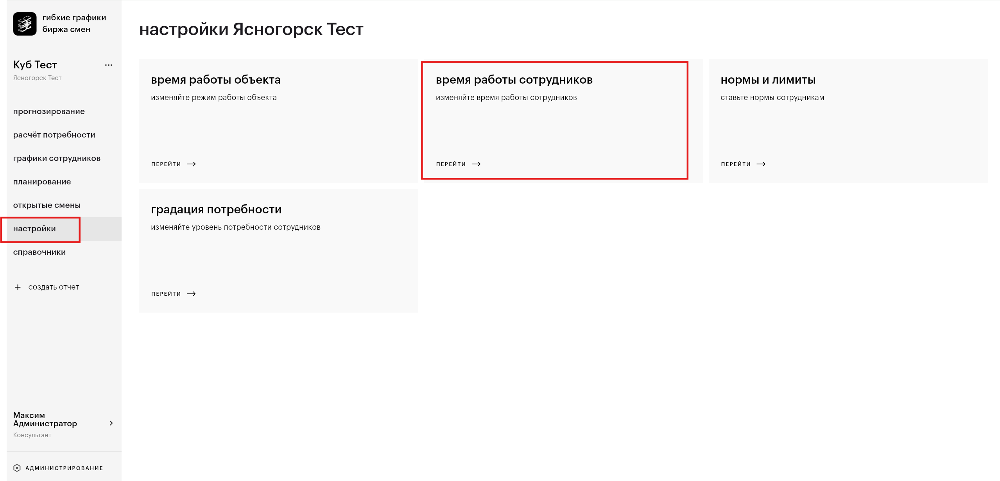 гибкие графики
биржа смен
Куб Тест
Ясногорск Тест
прогнозирование
расчёт потребности
графики сотрудников
планирование
открытые смены
настройки
справочники
+ создать отчет
Максим
Администратор
Консультант
АДМИНИСТРИРОВАНИЕ
настройки Ясногорск Тест
время работы объекта
изменяйте режим работы объекта
ПЕРЕЙТИ →
время работы сотрудников
изменяйте время работы сотрудников
ПЕРЕЙТИ →
нормы и лимиты
ставьте нормы сотрудникам
ПЕРЕЙТИ →
градация потребности
изменяйте уровень потребности сотрудников
ПЕРЕЙТИ →